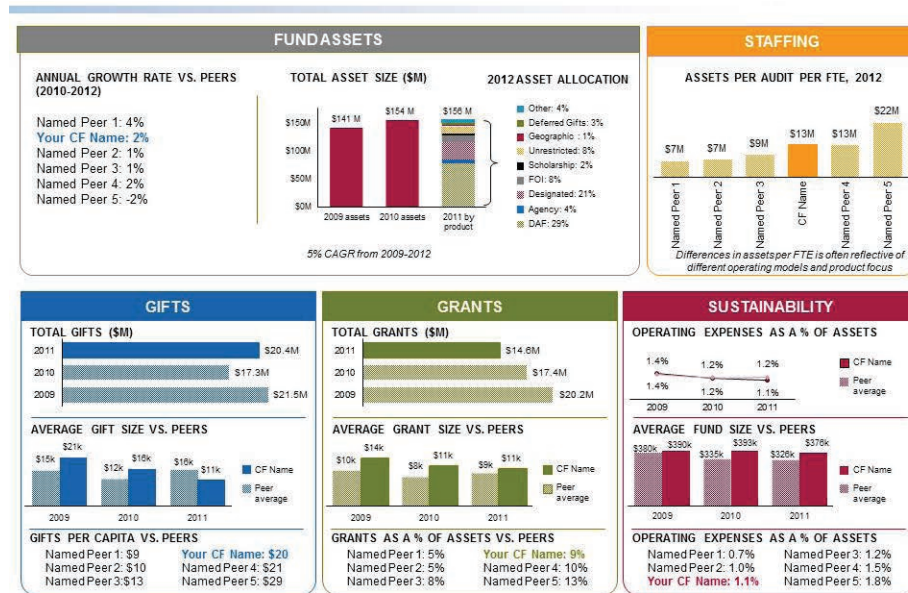 FUND ASSETS
ANNUAL GROWTH RATE VS. PEERS
(2010-2012)
Named Peer 1: 4%
Your CF Name: 2%
Named Peer 2: 1%
Named Peer 3: 1%
Named Peer 4: 2%
Named Peer 5: -2%
TOTAL ASSET SIZE ($M)
$150M
$100M
$50M
$0M
$141 M
$154 M
$156 M
2009 assets
2010 assets
2011 by
product
5% CAGR from 2009-2012
2012 ASSET ALLOCATION
Other: 4%
Deferred Gifts: 3%
Geographic : 1%
Unrestricted: 8%
Scholarship: 2%
FOI: 8%
Designated: 21%
Agency: 4%
DAF: 29%
STAFFING
ASSETS PER AUDIT PER FTE, 2012
$7M
$7M
$9M
$13M
$13M
$22M
Named Peer 1
Named Peer 2
Named Peer 3
CF Name
Named Peer 4
Named Peer 5
Differences in assets per FTE is often reflective of
different operating models and product focus
GIFTS
TOTAL GIFTS ($M)
2011
$20.4M
2010
$17.3M
2009
$21.5M
AVERAGE GIFT SIZE VS. PEERS
$15k
$21k
$12k
$16k
$16k
$11k
2009
2010
2011
CF Name
Peer
average
GIFTS PER CAPITA VS. PEERS
Named Peer 1: $9
Named Peer 2: $10
Named Peer 3:$13
Your CF Name: $20
Named Peer 4: $21
Named Peer 5: $29
GRANTS
TOTAL GRANTS ($M)
2011
$14.6M
2010
$17.4M
2009
$20.2M
AVERAGE GRANT SIZE VS. PEERS
$10k
$14k
$8k
$11k
$9k
$11k
2009
2010
2011
CF Name
Peer
average
GRANTS AS A % OF ASSETS VS. PEERS
Named Peer 1: 5%
Named Peer 2: 5%
Named Peer 3: 8%
Your CF Name: 9%
Named Peer 4: 10%
Named Peer 5: 13%
SUSTAINABILITY
OPERATING EXPENSES AS A % OF ASSETS
1.4%
1.2%
1.2%
1.4%
1.2%
1.1%
2009
2010
2011
CF Name
Peer
average
AVERAGE FUND SIZE VS. PEERS
$380k
$390k
$335k
$393k
$326k
$376k
2009
2010
2011
CF Name
Peer
average
OPERATING EXPENSES AS A % OF ASSETS
Named Peer 1: 0.7%
Named Peer 2: 1.0%
Your CF Name: 1.1%
Named Peer 3: 1.2%
Named Peer 4: 1.5%
Named Peer 5: 1.8%